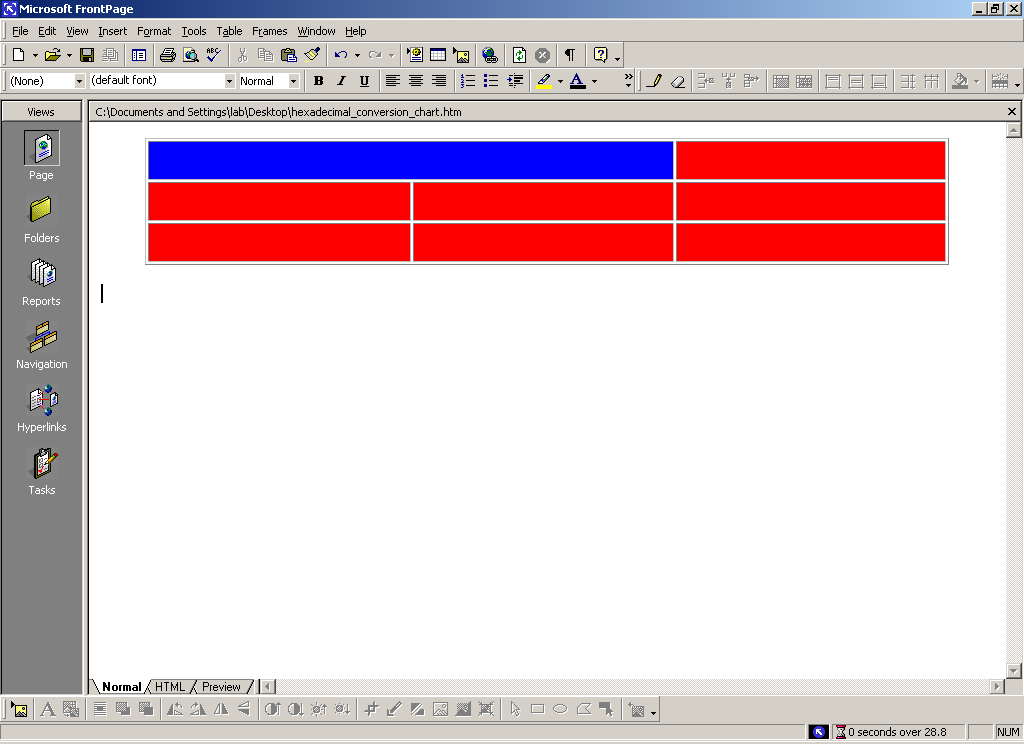 Microsoft FrontPage
File Edit View Insert Format Tools Table Frames Window Help
(None) (default font) Normal B I U A
Views C:\Documents and Settings\lab\Desktop\hexadecimal_conversion_chart.htm
Page
Folders
Reports
Navigation
Hyperlinks
Tasks
Normal HTML Preview
A
0 seconds over 28.8 NUM